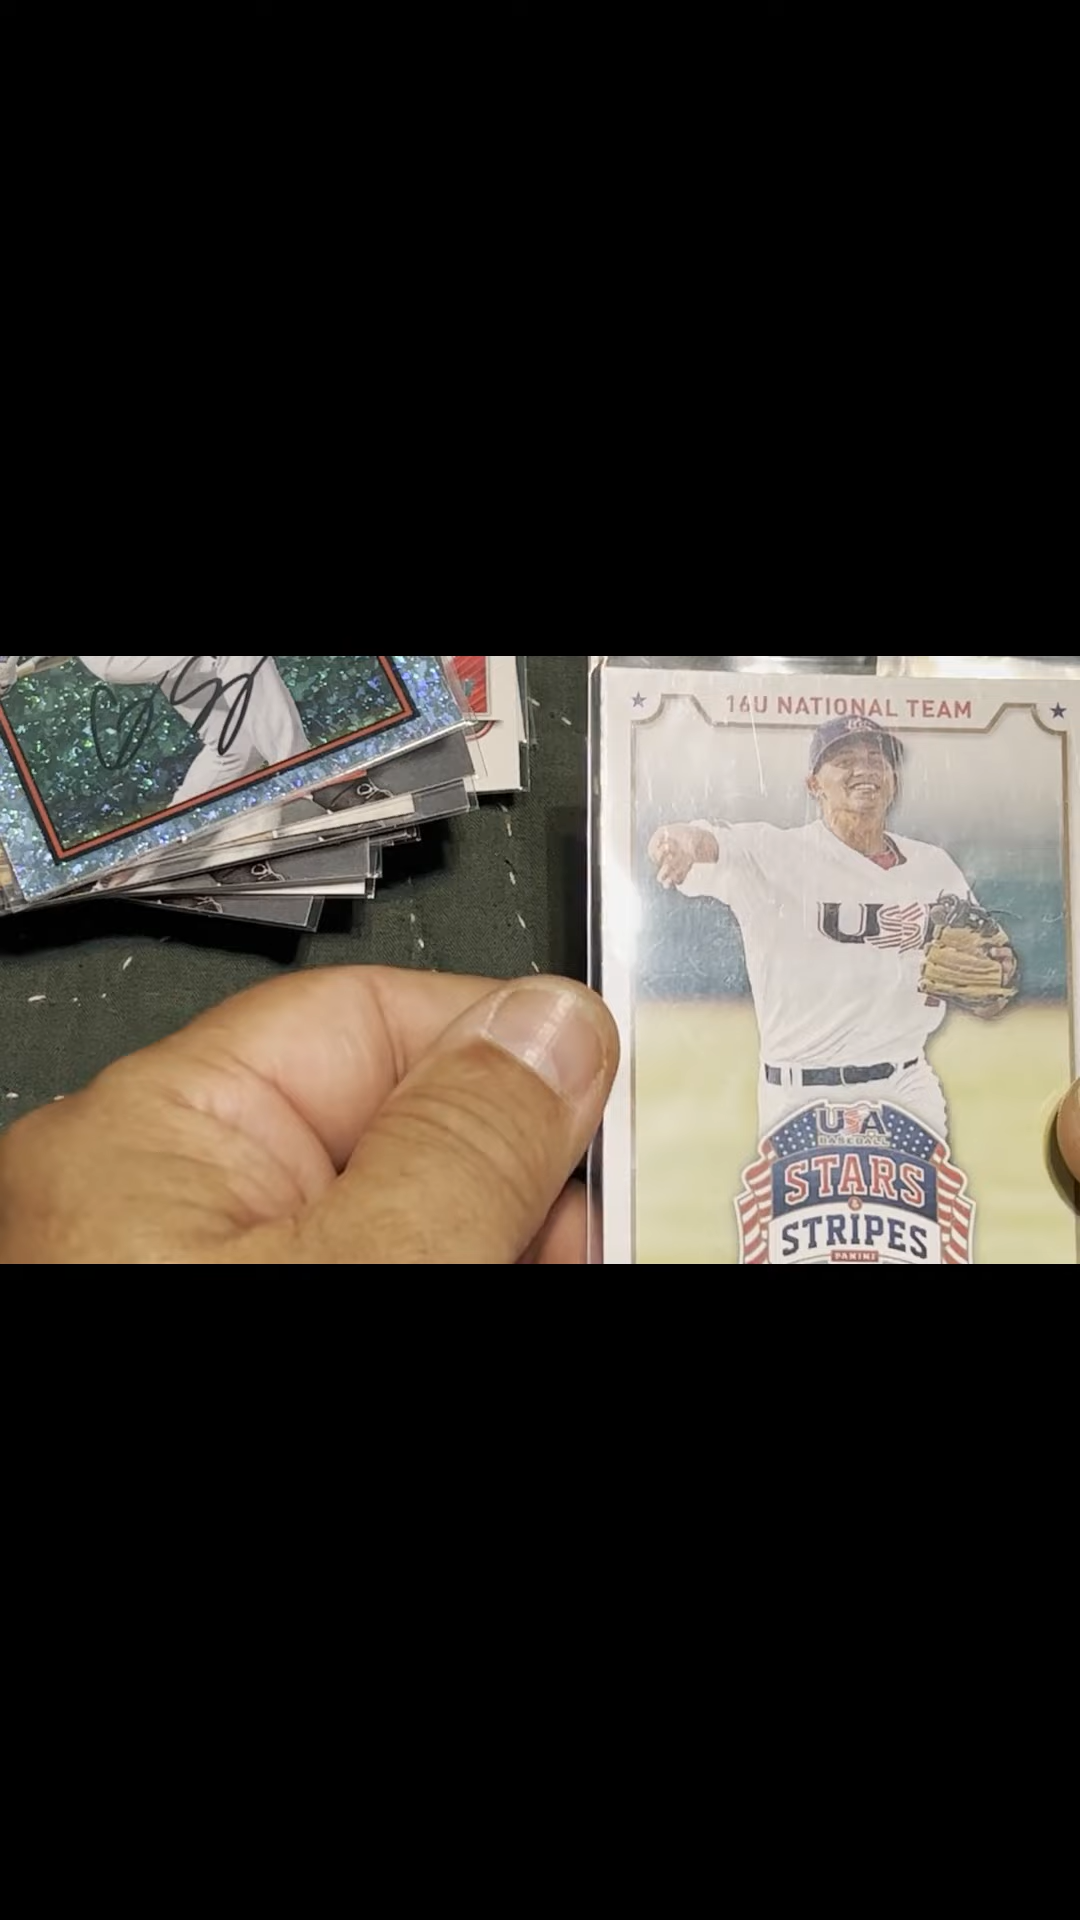 16U NATIONAL TEAM
USA
USA
BASEBALL
STARS
&
STRIPES
PANINI